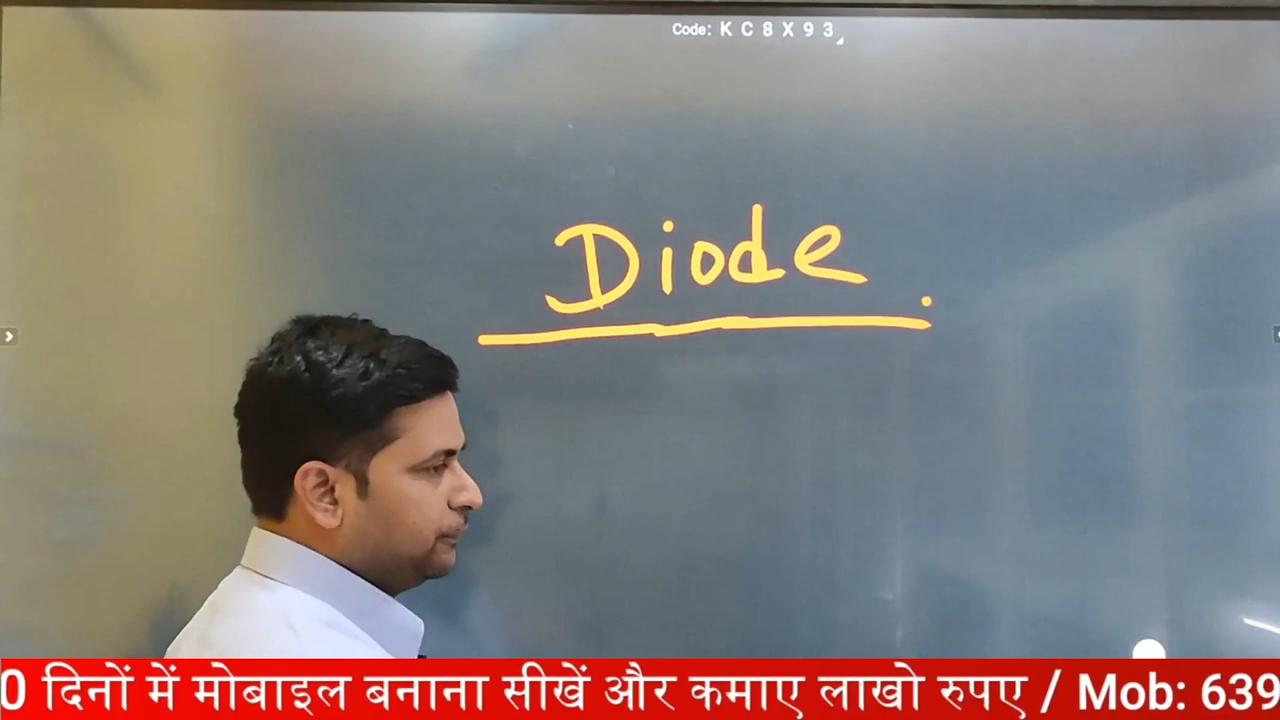 Code: K C 8 X 9 3
Diode.
0 दिनों में मोबाइल बनाना सीखें और कमाए लाखो रुपए / Mob: 639